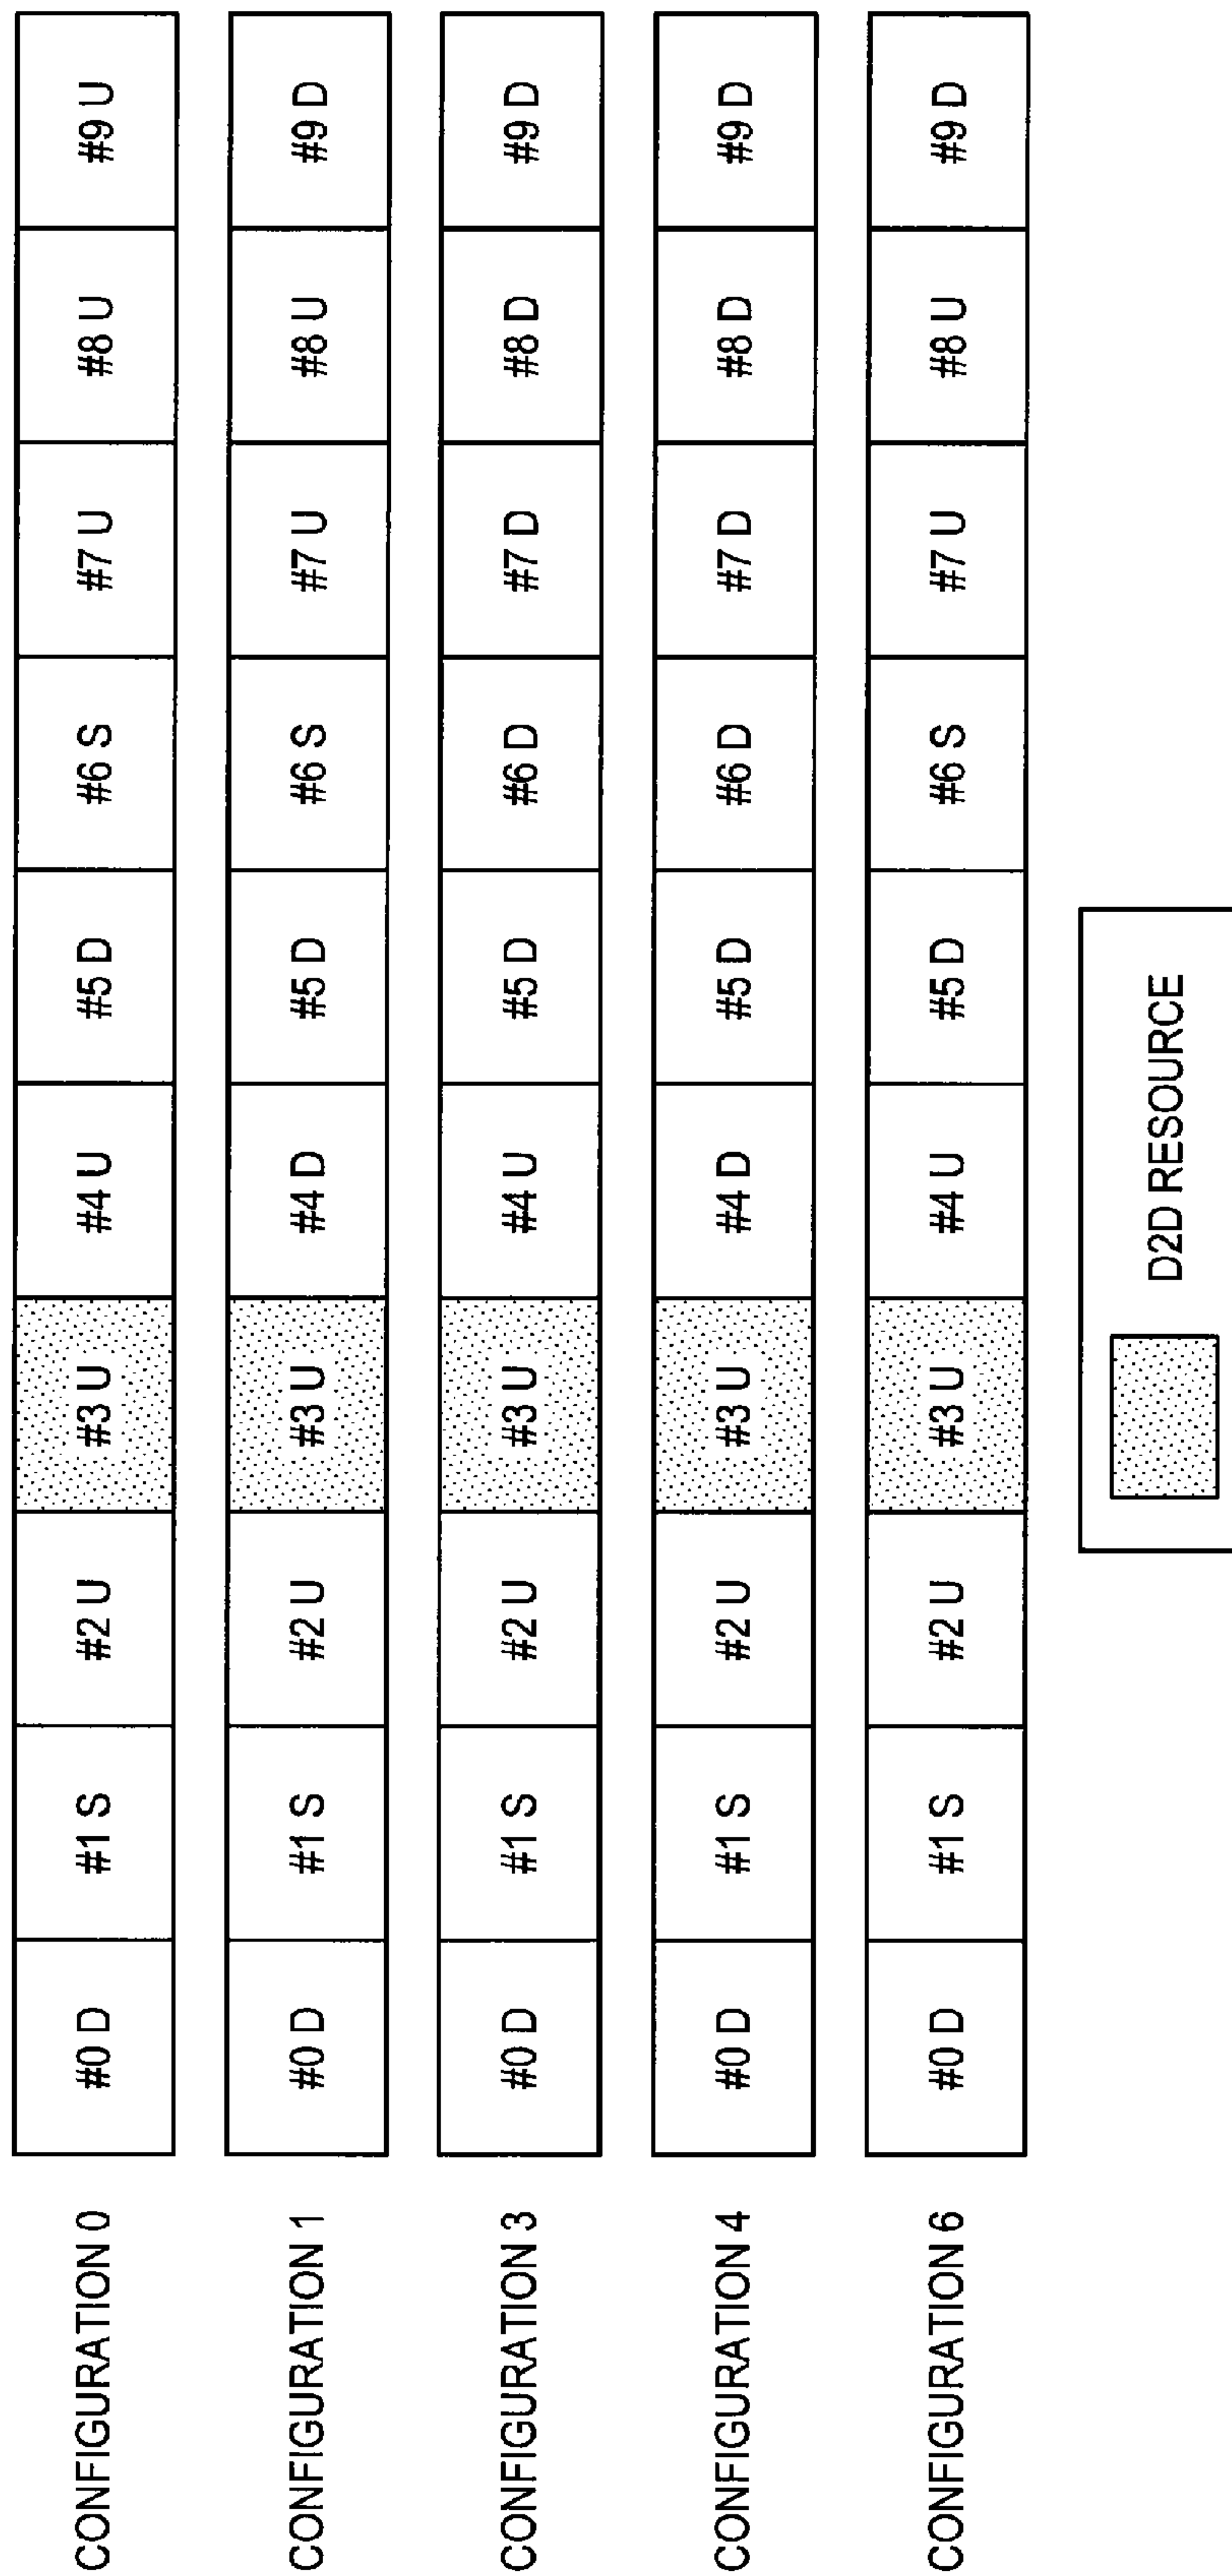 CONFIGURATION 0 #0 D #1 S #2 U #3 U #4 U #5 D #6 S #7 U #8 U #9 U
CONFIGURATION 1 #0 D #1 S #2 U #3 U #4 D #5 D #6 S #7 U #8 U #9 D
CONFIGURATION 3 #0 D #1 S #2 U #3 U #4 U #5 D #6 D #7 D #8 D #9 D
CONFIGURATION 4 #0 D #1 S #2 U #3 U #4 D #5 D #6 D #7 D #8 D #9 D
CONFIGURATION 6 #0 D #1 S #2 U #3 U #4 U #5 D #6 S #7 U #8 U #9 D
D2D RESOURCE